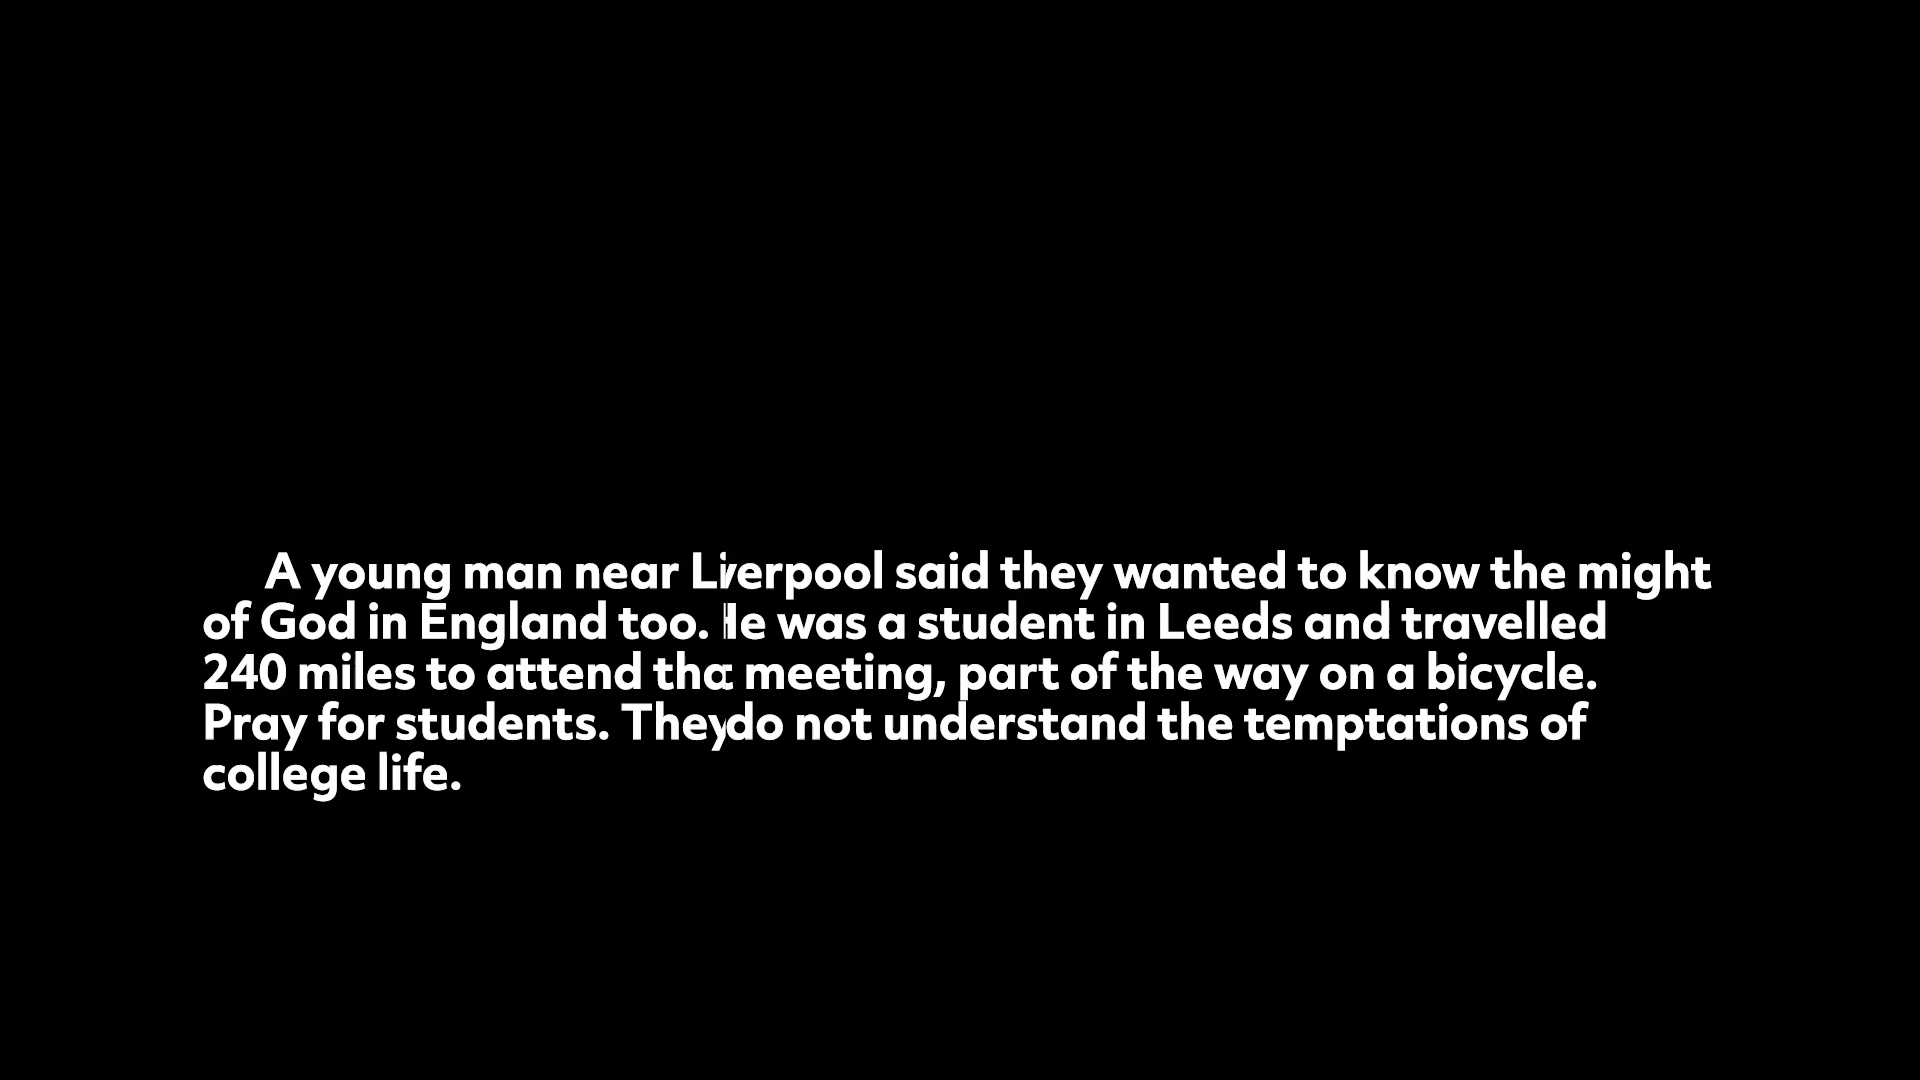 A young man near Liverpool said they wanted to know the might
of God in England too. He was a student in Leeds and travelled
240 miles to attend that meeting, part of the way on a bicycle.
Pray for students. They do not understand the temptations of
college life.